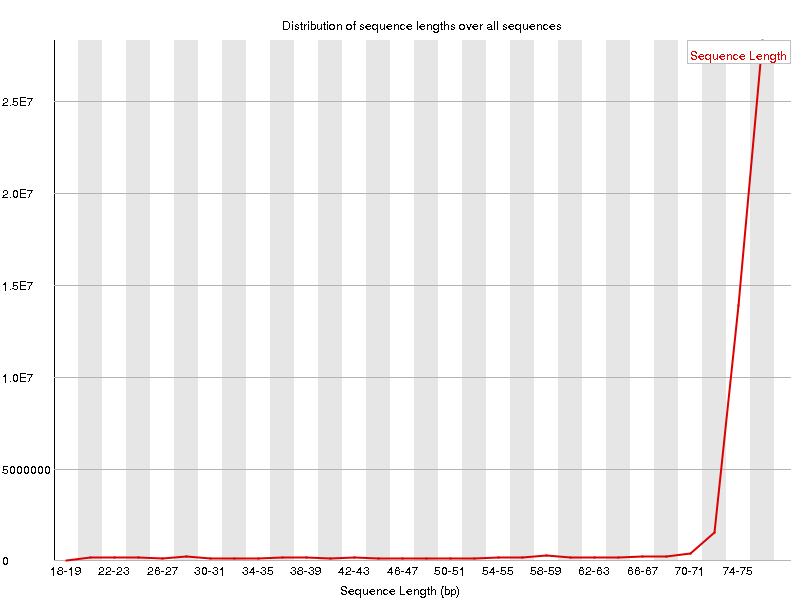 Distribution of sequence lengths over all sequences
Sequence Length
2.5E7
2.0E7
1.5E7
1.0E7
5000000
0
18-19 22-23 26-27 30-31 34-35 38-39 42-43 46-47 50-51 54-55 58-59 62-63 66-67 70-71 74-75
Sequence Length (bp)